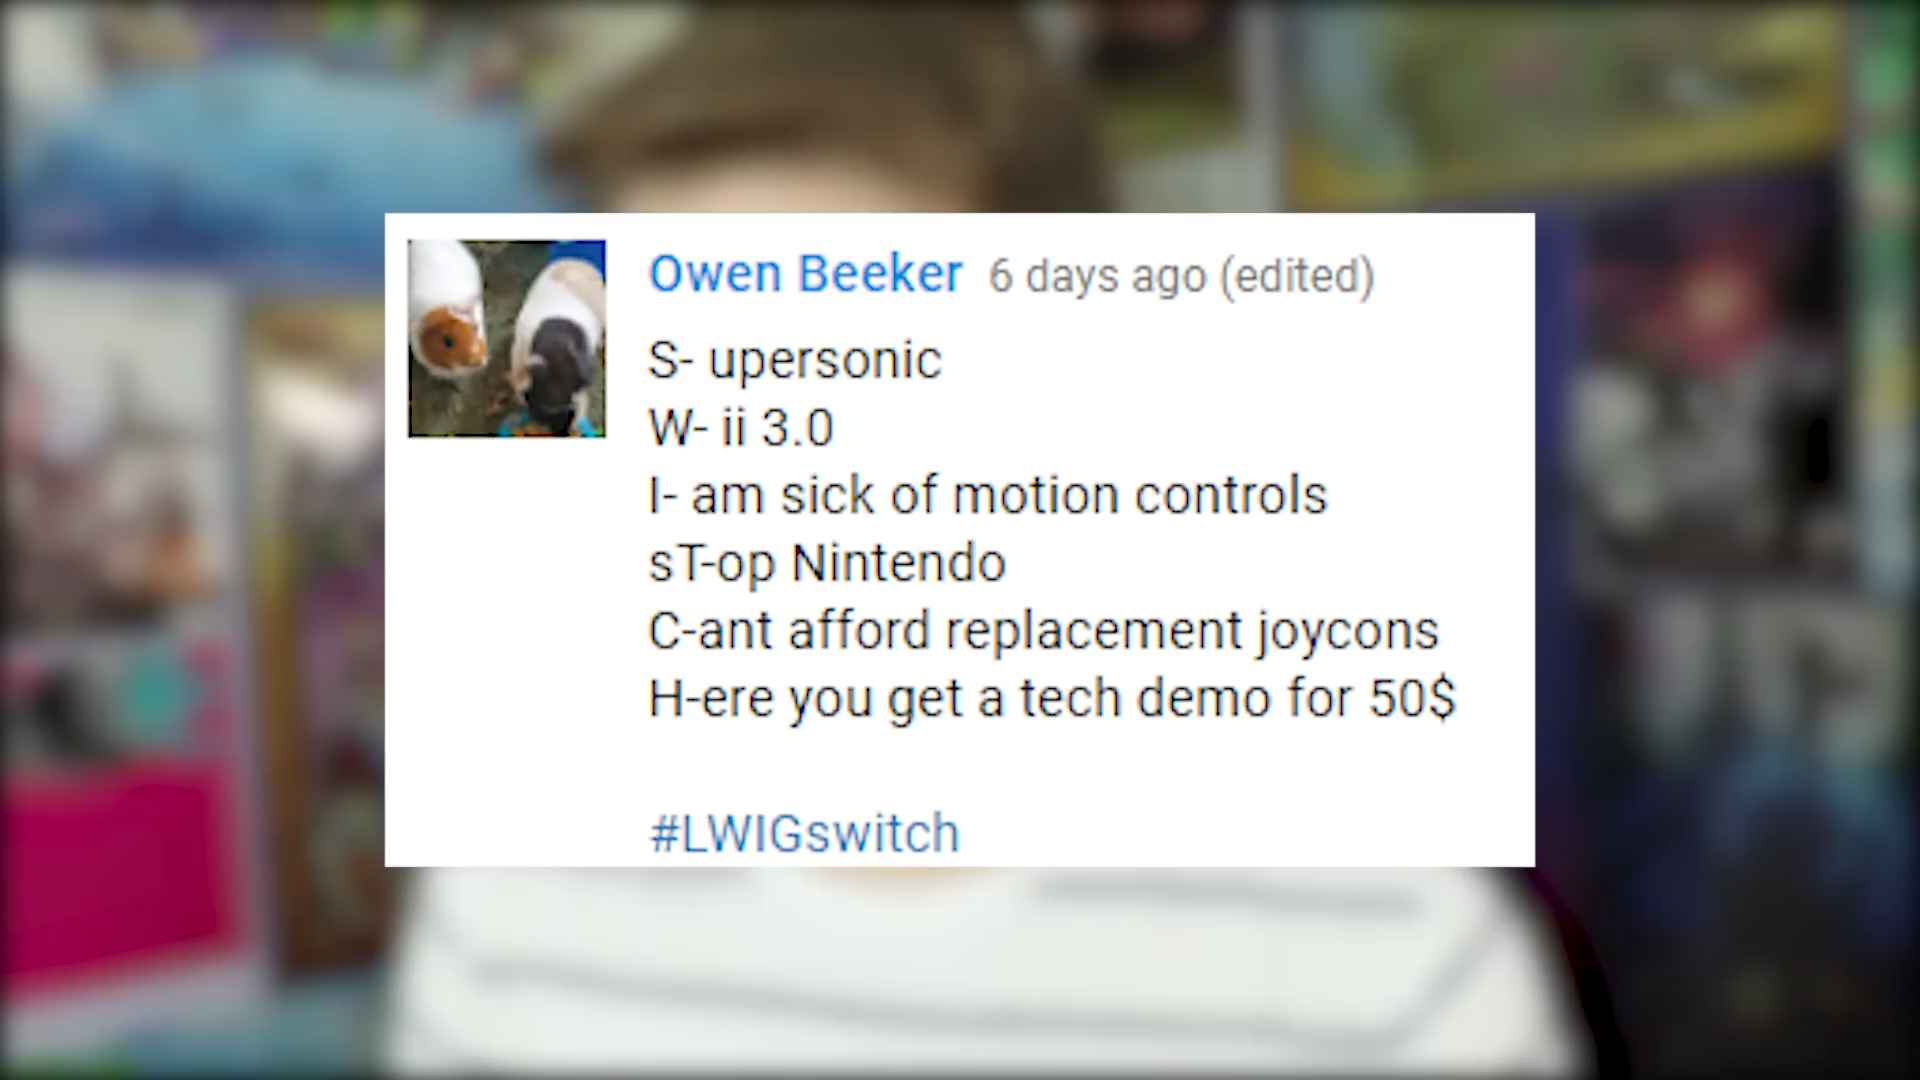 Owen Beeker 6 days ago (edited)
S- upersonic
W- ii 3.0
I- am sick of motion controls
sT-op Nintendo
C-ant afford replacement joycons
H-ere you get a tech demo for 50$
#LWIGswitch